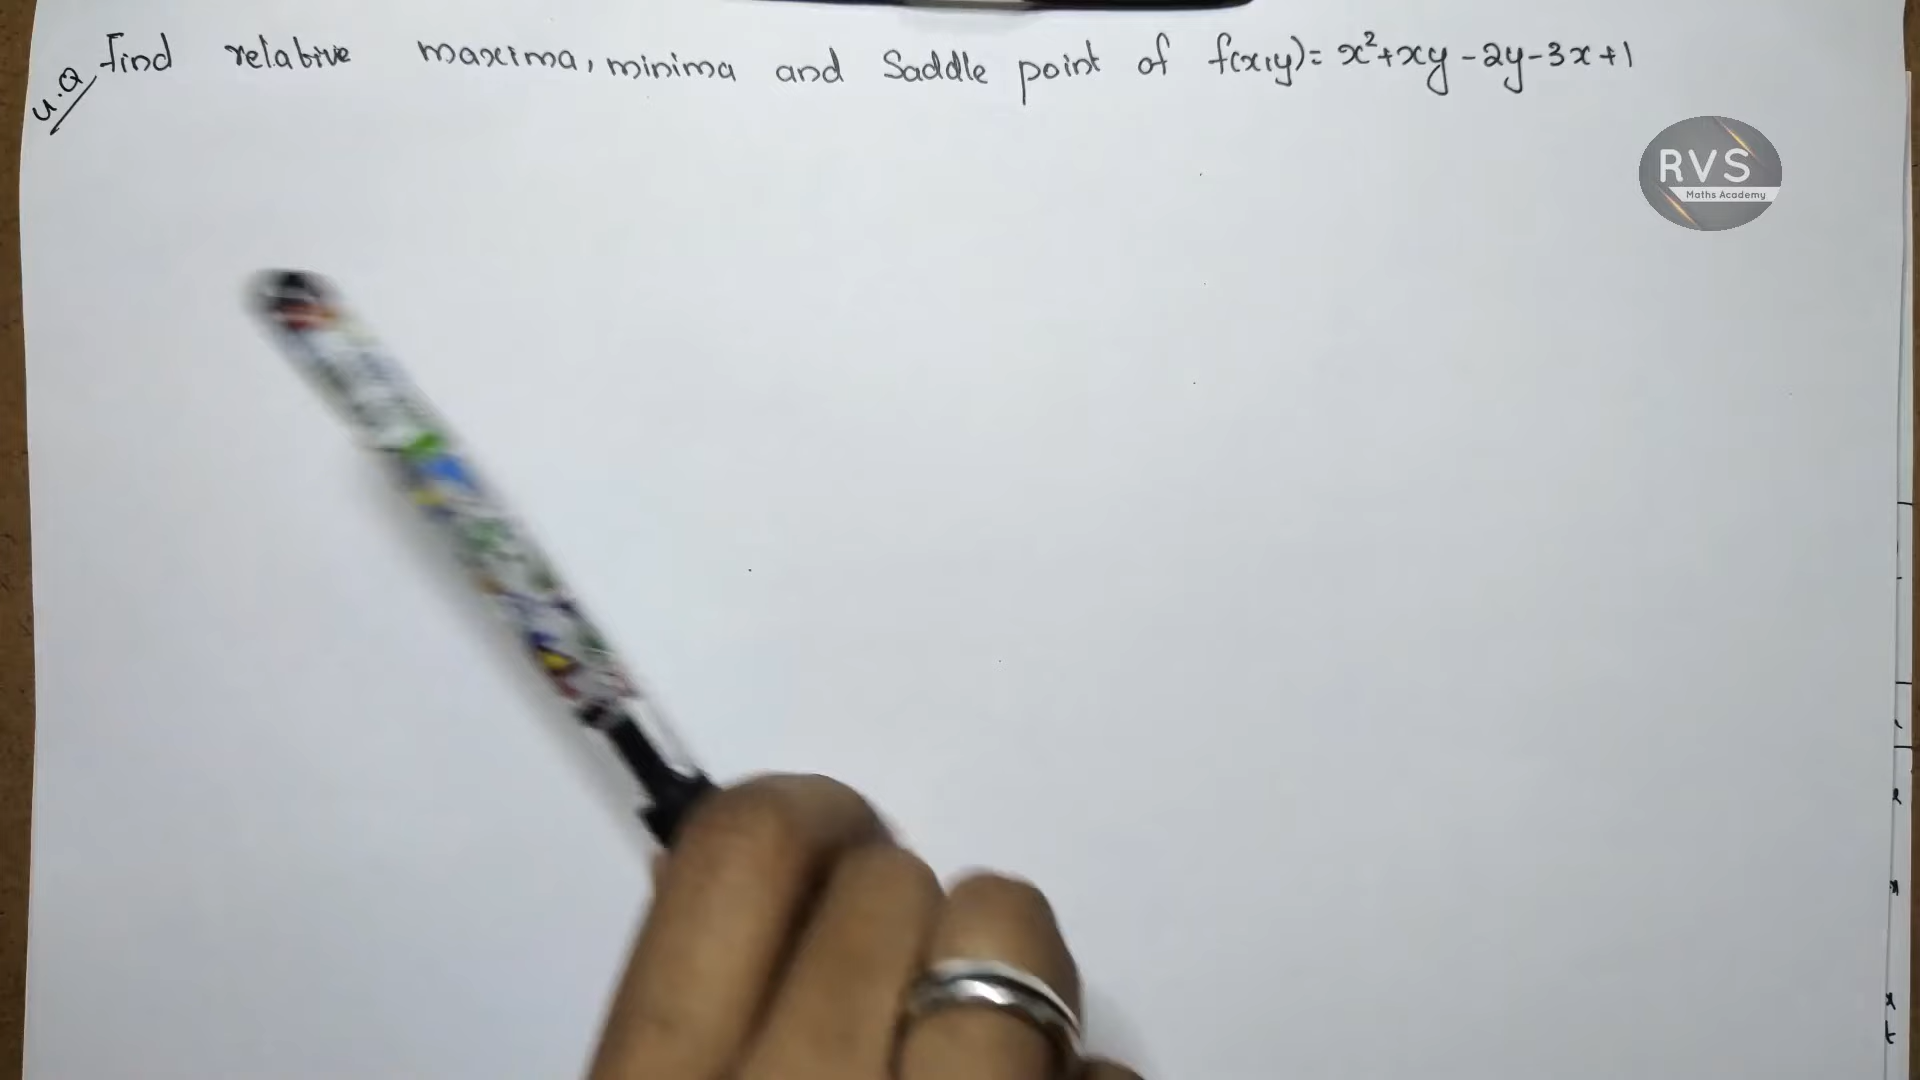 u.Q Find relative maxima, minima and Saddle point of f(x,y)= x²+xy-2y-3x+1
RVS
Maths Academy